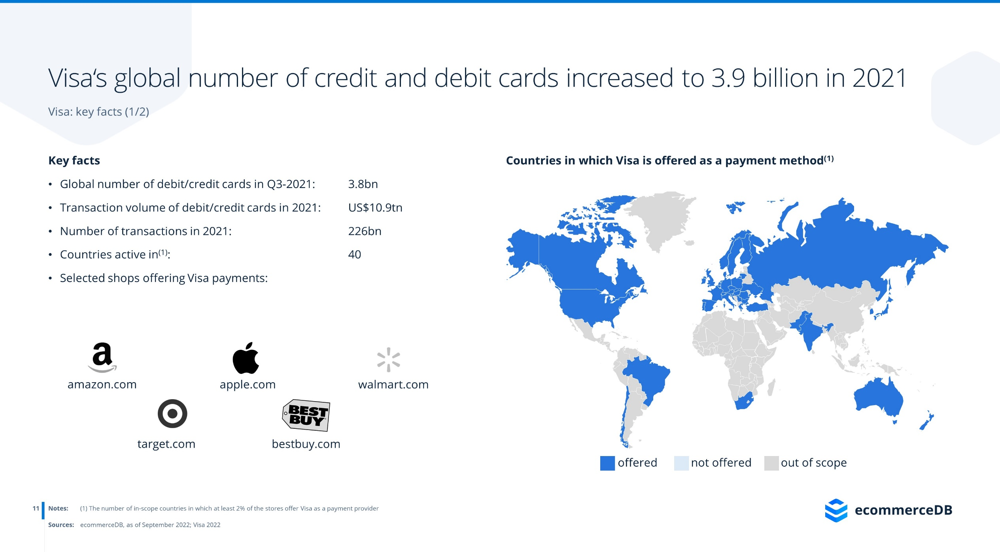 Visa‘s global number of credit and debit cards increased to 3.9 billion in 2021
Visa: key facts (1/2)
Key facts
• Global number of debit/credit cards in Q3-2021: 3.8bn
• Transaction volume of debit/credit cards in 2021: US$10.9tn
• Number of transactions in 2021: 226bn
• Countries active in(1): 40
• Selected shops offering Visa payments:
a
amazon.com
apple.com
walmart.com
target.com
BEST
BUY
bestbuy.com
Countries in which Visa is offered as a payment method(1)
offered not offered out of scope
11 Notes: (1) The number of in-scope countries in which at least 2% of the stores offer Visa as a payment provider
Sources: ecommerceDB, as of September 2022; Visa 2022
ecommerceDB